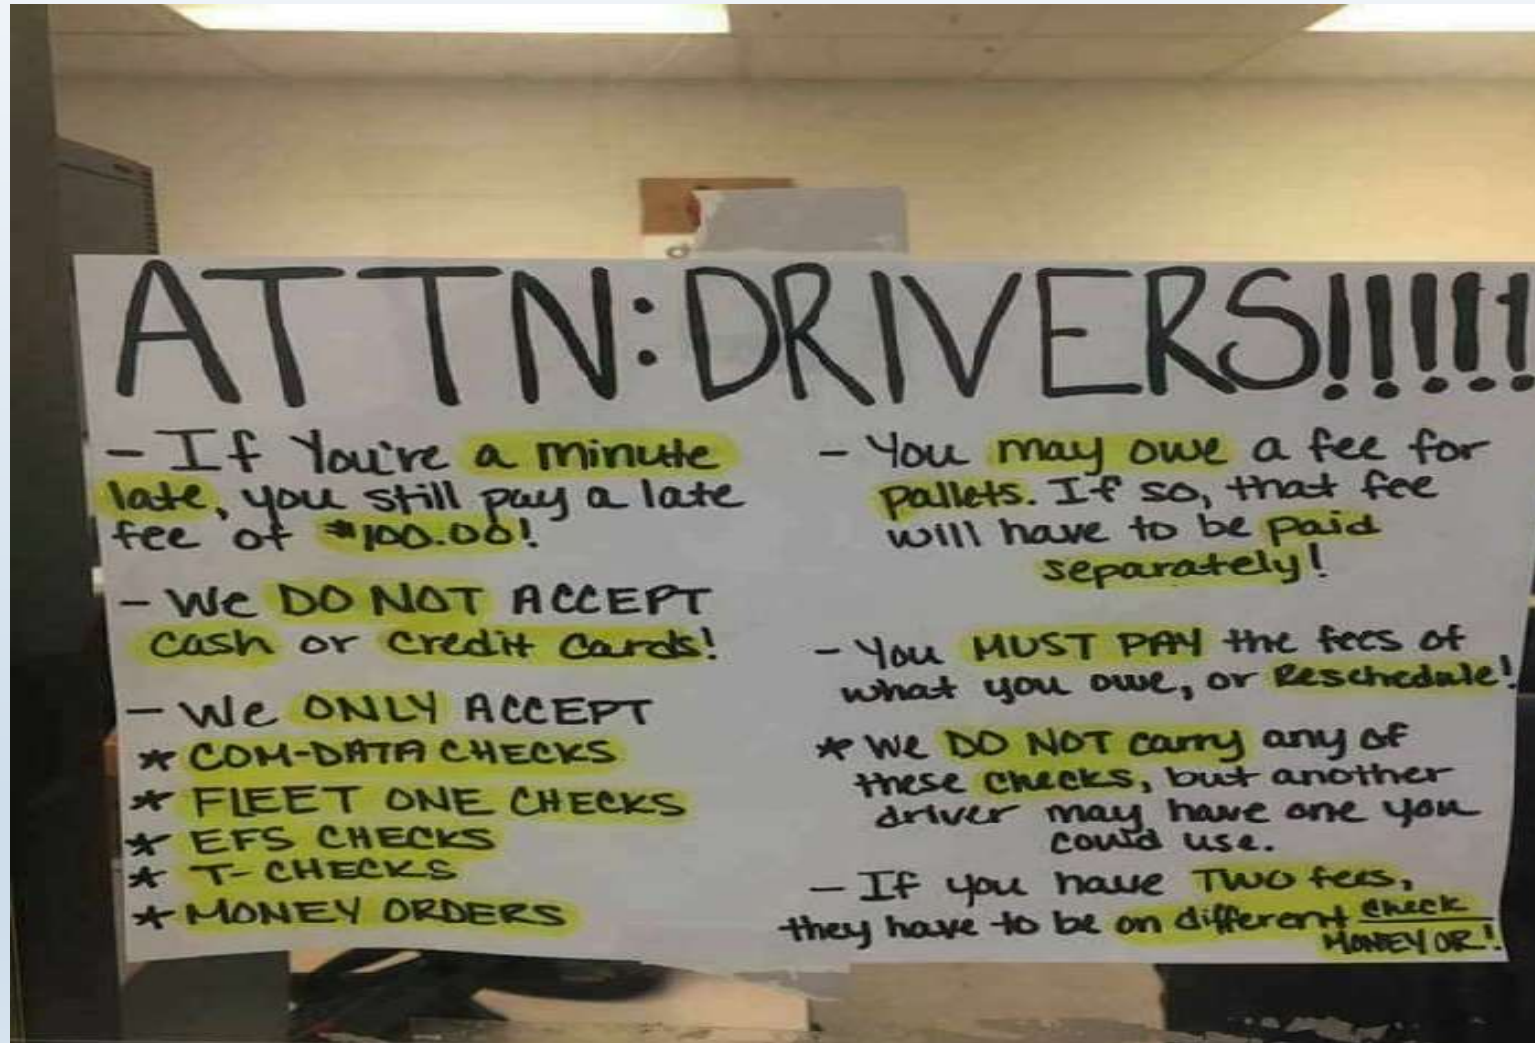 ATTN: DRIVERS!!!!!
- If You're a minute
late, you still pay a late
fee of $100.00!
- We DO NOT ACCEPT
Cash or Credit Cards!
- We ONLY ACCEPT
* COM-DATA CHECKS
* FLEET ONE CHECKS
* EFS CHECKS
* T-CHECKS
* MONEY ORDERS
- You may owe a fee for
pallets. If so, that fee
will have to be paid
separately!
- You MUST PAY the fees of
what you owe, or Reschedule!
* We DO NOT carry any of
these checks, but another
driver may have one you
could use.
- If you have TWO fees,
they have to be on different check
MONEY OR!